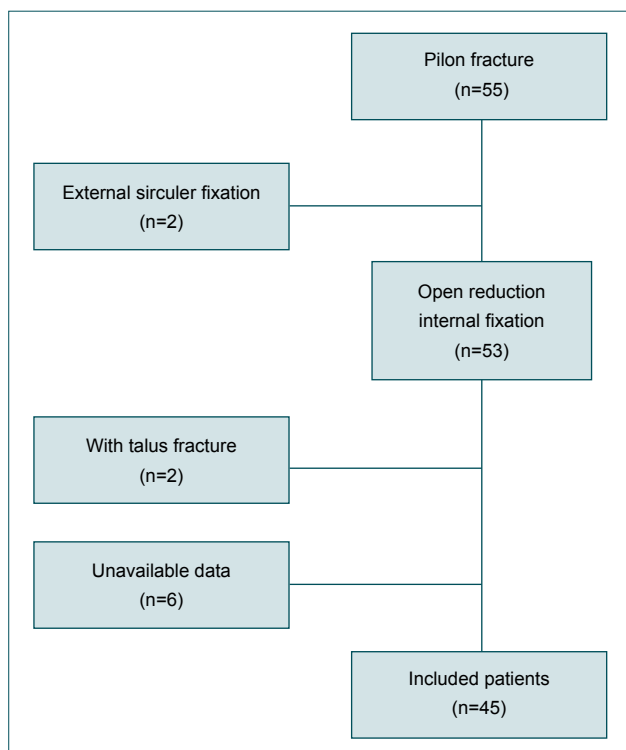 Pilon fracture
(n=55)
External sirculer fixation
(n=2)
Open reduction
internal fixation
(n=53)
With talus fracture
(n=2)
Unavailable data
(n=6)
Included patients
(n=45)